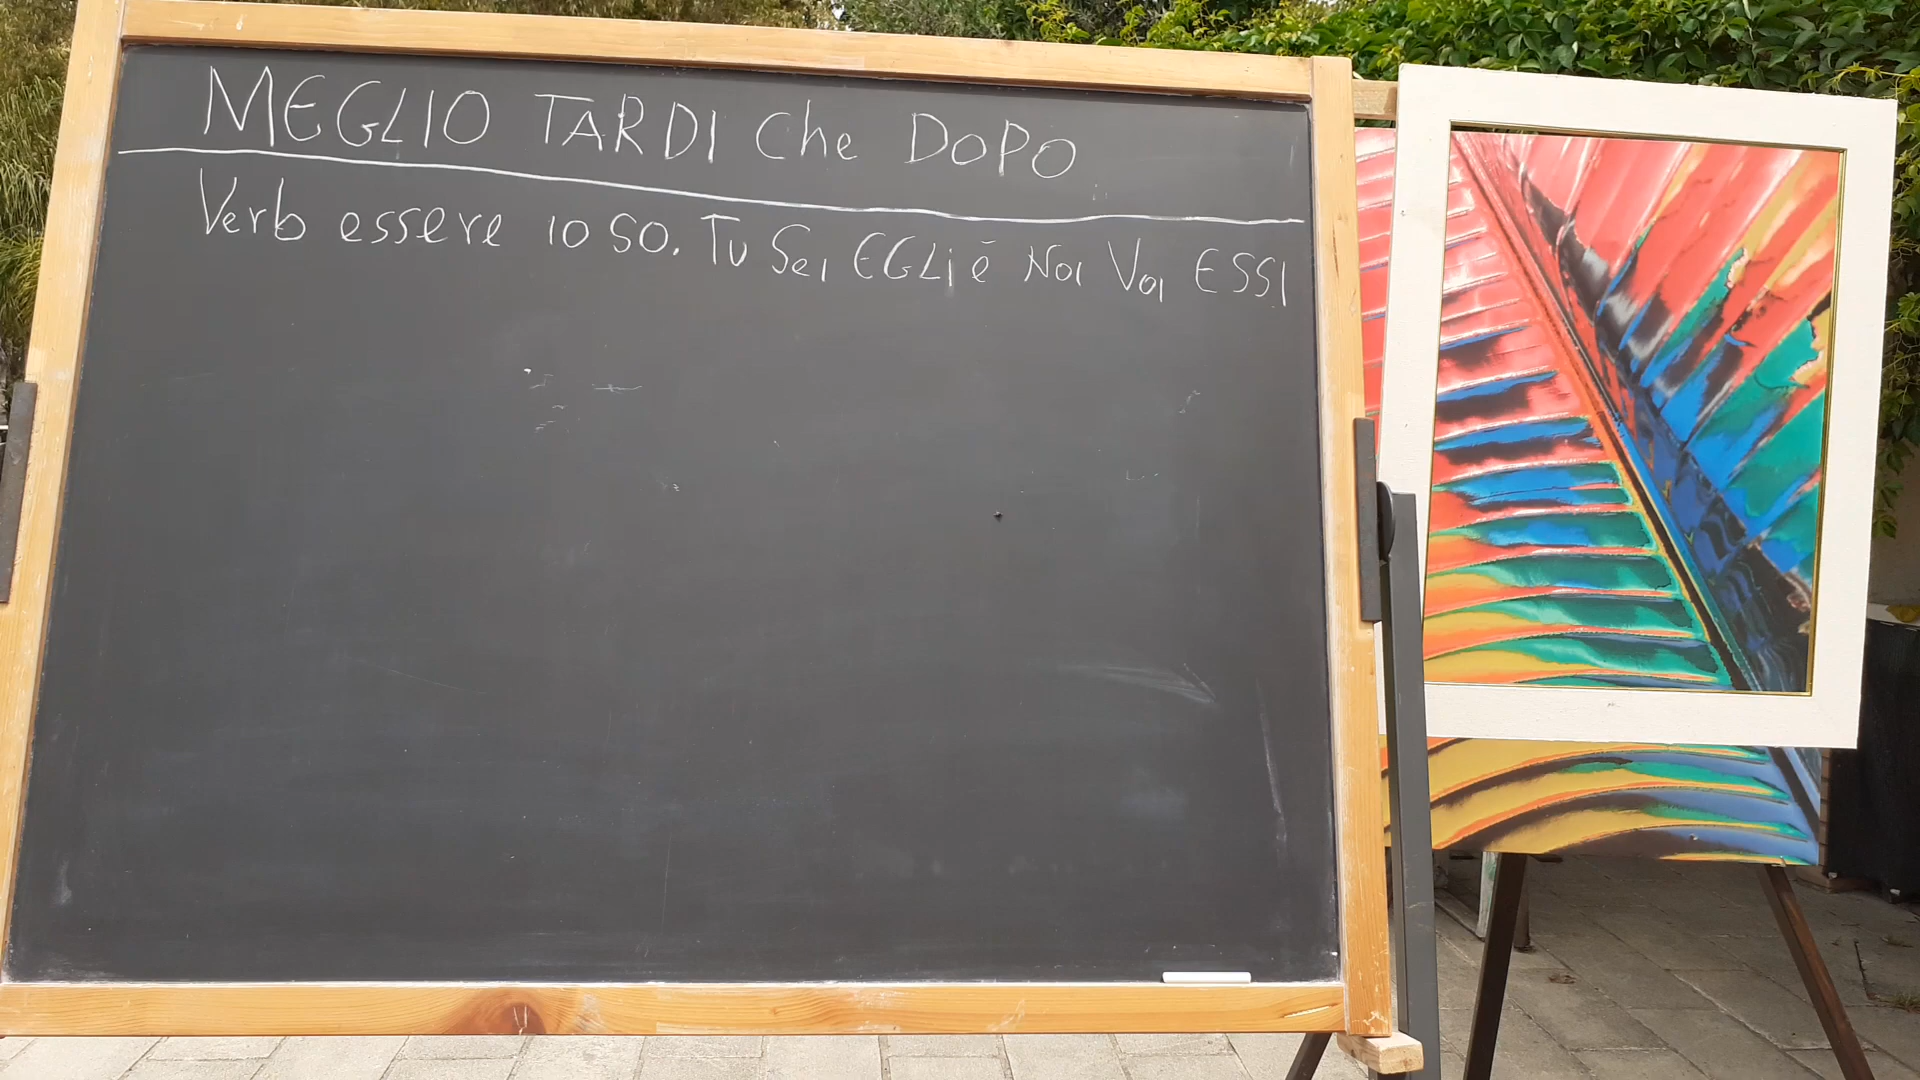 MEGLIO TARDI Che DOPO
Verb essere IO SO. TU Sei EGLi è Noi Voi ESSI